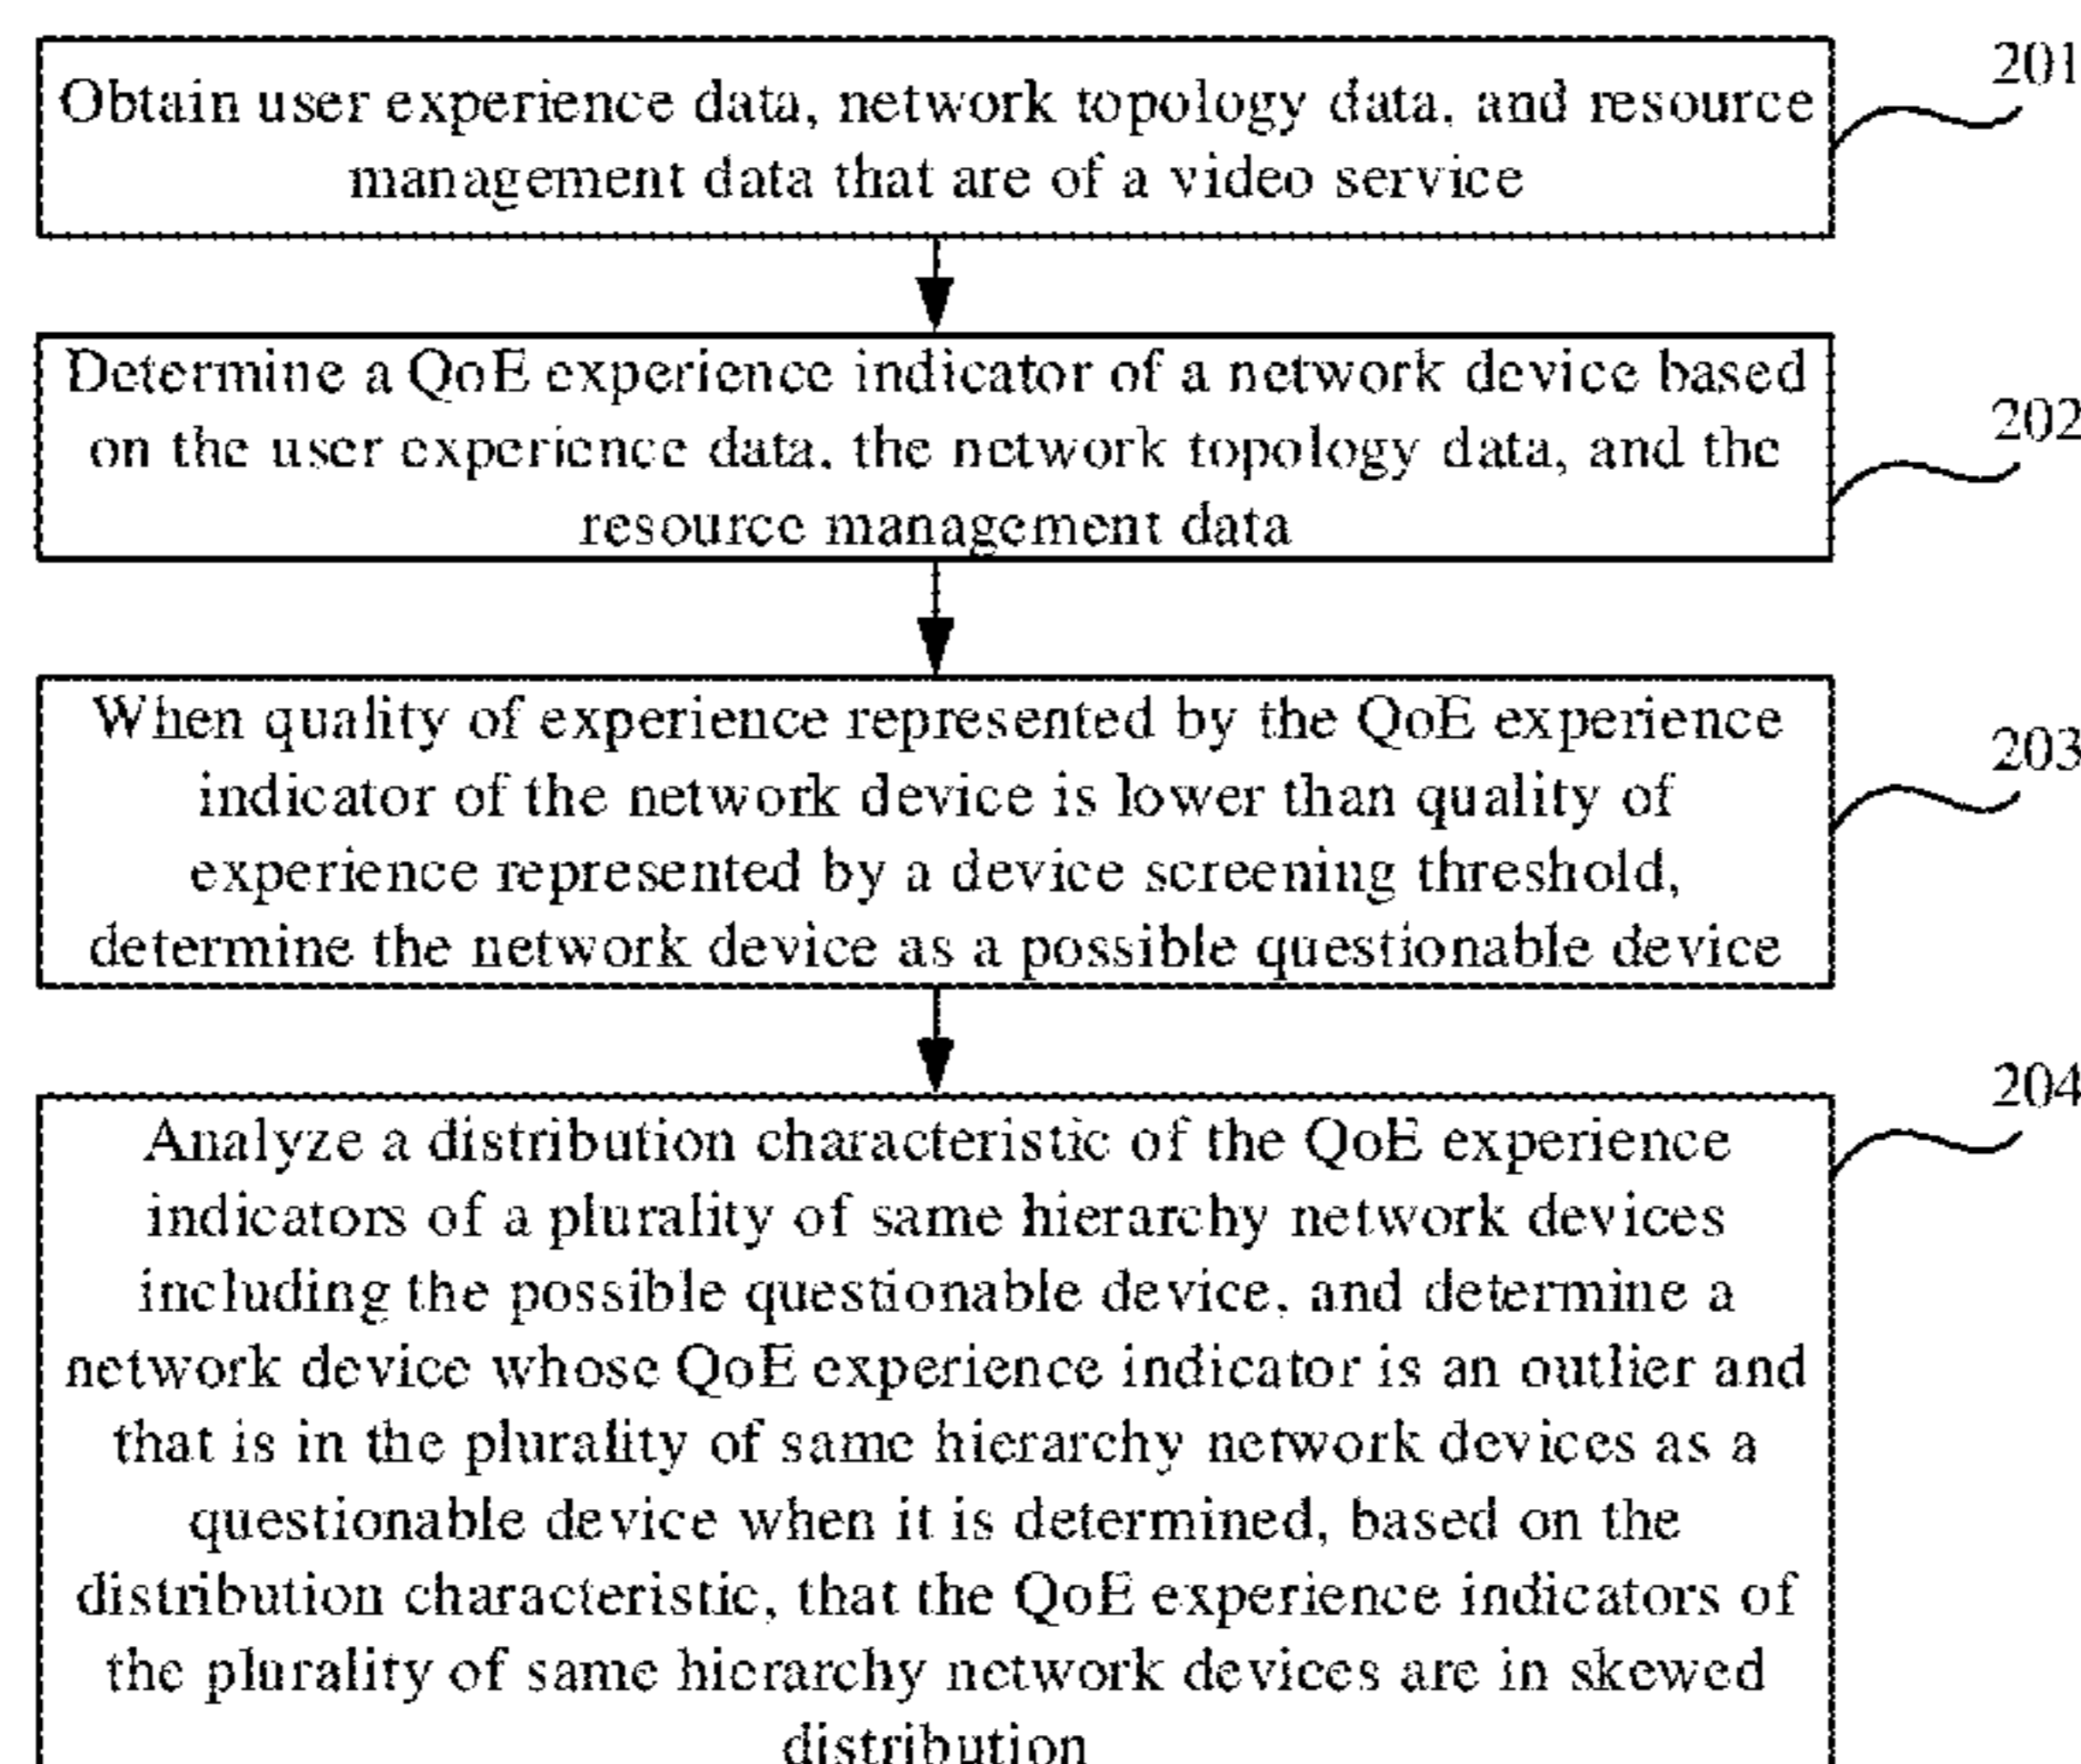 201
Obtain user experience data, network topology data, and resource
management data that are of a video service
Determine a QoE experience indicator of a network device based
202
on the user experience data, the network topology data, and the
resource management data
When quality of experience represented by the QoE experience
203
indicator of the network device is lower than quality of
experience represented by a device screening threshold,
determine the network device as a possible questionable device
204
Analyze a distribution characteristic of the QoE experience
indicators of a plurality of same hierarchy network devices
including the possible questionable device, and determine a
network device whose QoE experience indicator is an outlier and
that is in the plurality of same hierarchy network devices as a
questionable device when it is determined, based on the
distribution characteristic, that the QoE experience indicators of
the plurality of same hierarchy network devices are in skewed
distribution